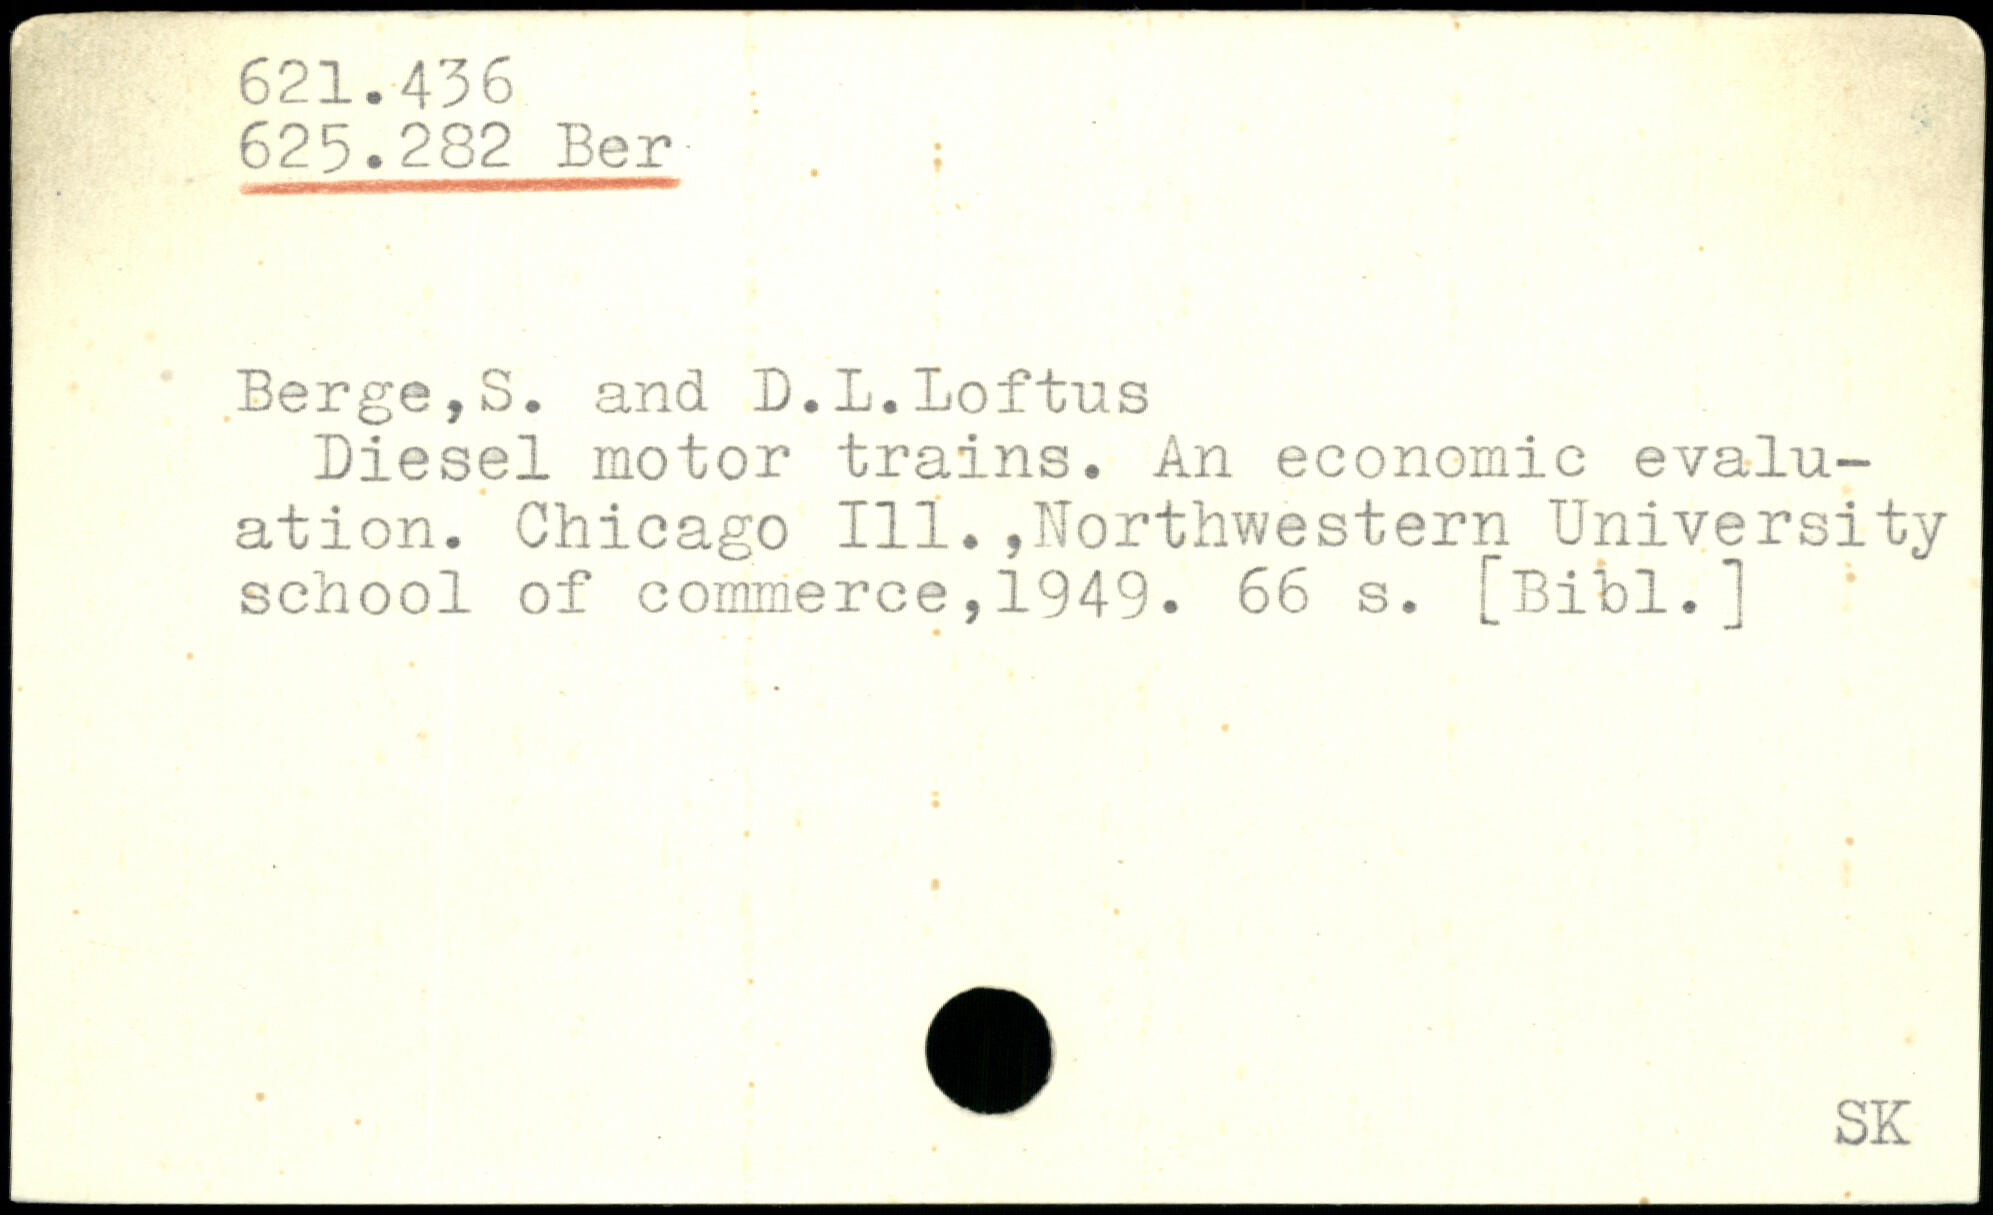 621.436
625.282 Ber
Berge,S. and D.L.Loftus
Diesel motor trains. An economic evalu-
ation. Chicago Ill.,Northwestern University
school of commerce,1949. 66 s. [Bibl.]
SK